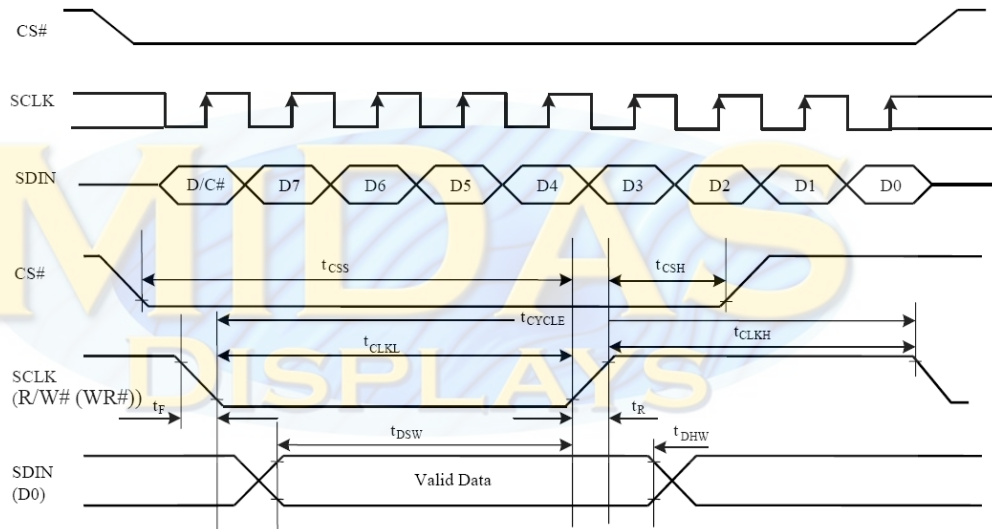 CS#
SCLK
SDIN
D/C# D7 D6 D5 D4 D3 D2 D1 D0
MIDAS
DISPLAYS
CS#
tCSS
tCSH
tCYCLE
tCLKL
tCLKH
SCLK
(R/W# (WR#))
tF
tR
tDSW
tDHW
SDIN
(D0)
Valid Data